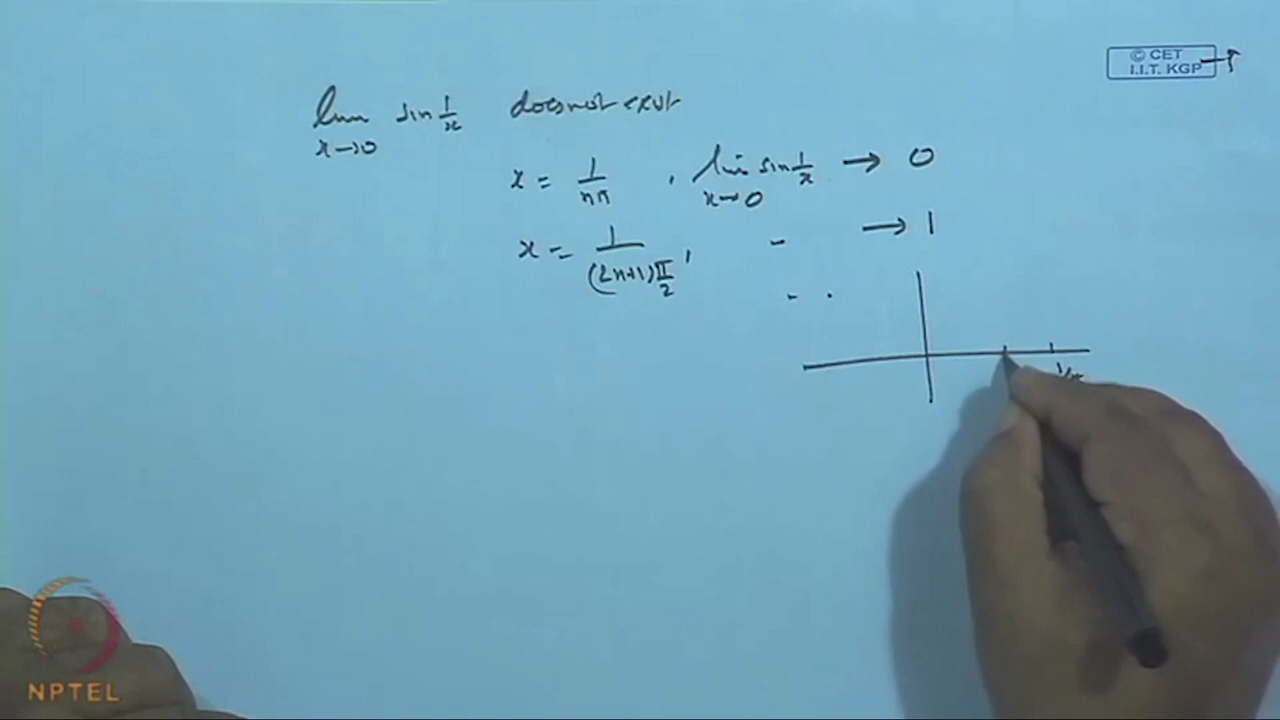 © CET
I.I.T. KGP
lim x→0 sin 1/x does not exist
x = 1/nπ , lim x→0 sin 1/x → 0
x = 1/(2n+1)π/2 , - → 1
- .
1/π
NPTEL